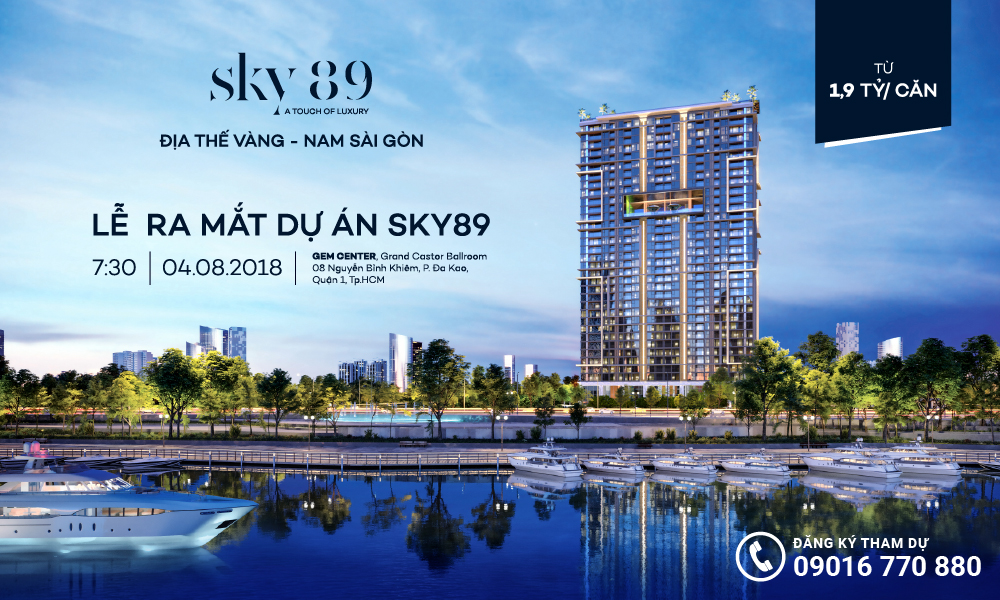 sky 89
A TOUCH OF LUXURY
ĐỊA THẾ VÀNG - NAM SÀI GÒN
TỪ
1,9 TỶ/ CĂN
LỄ RA MẮT DỰ ÁN SKY89
7:30
04.08.2018
GEM CENTER, Grand Castor Ballroom
08 Nguyễn Bỉnh Khiêm, P. Đa Kao,
Quận 1, Tp.HCM
ĐĂNG KÝ THAM DỰ
09016 770 880